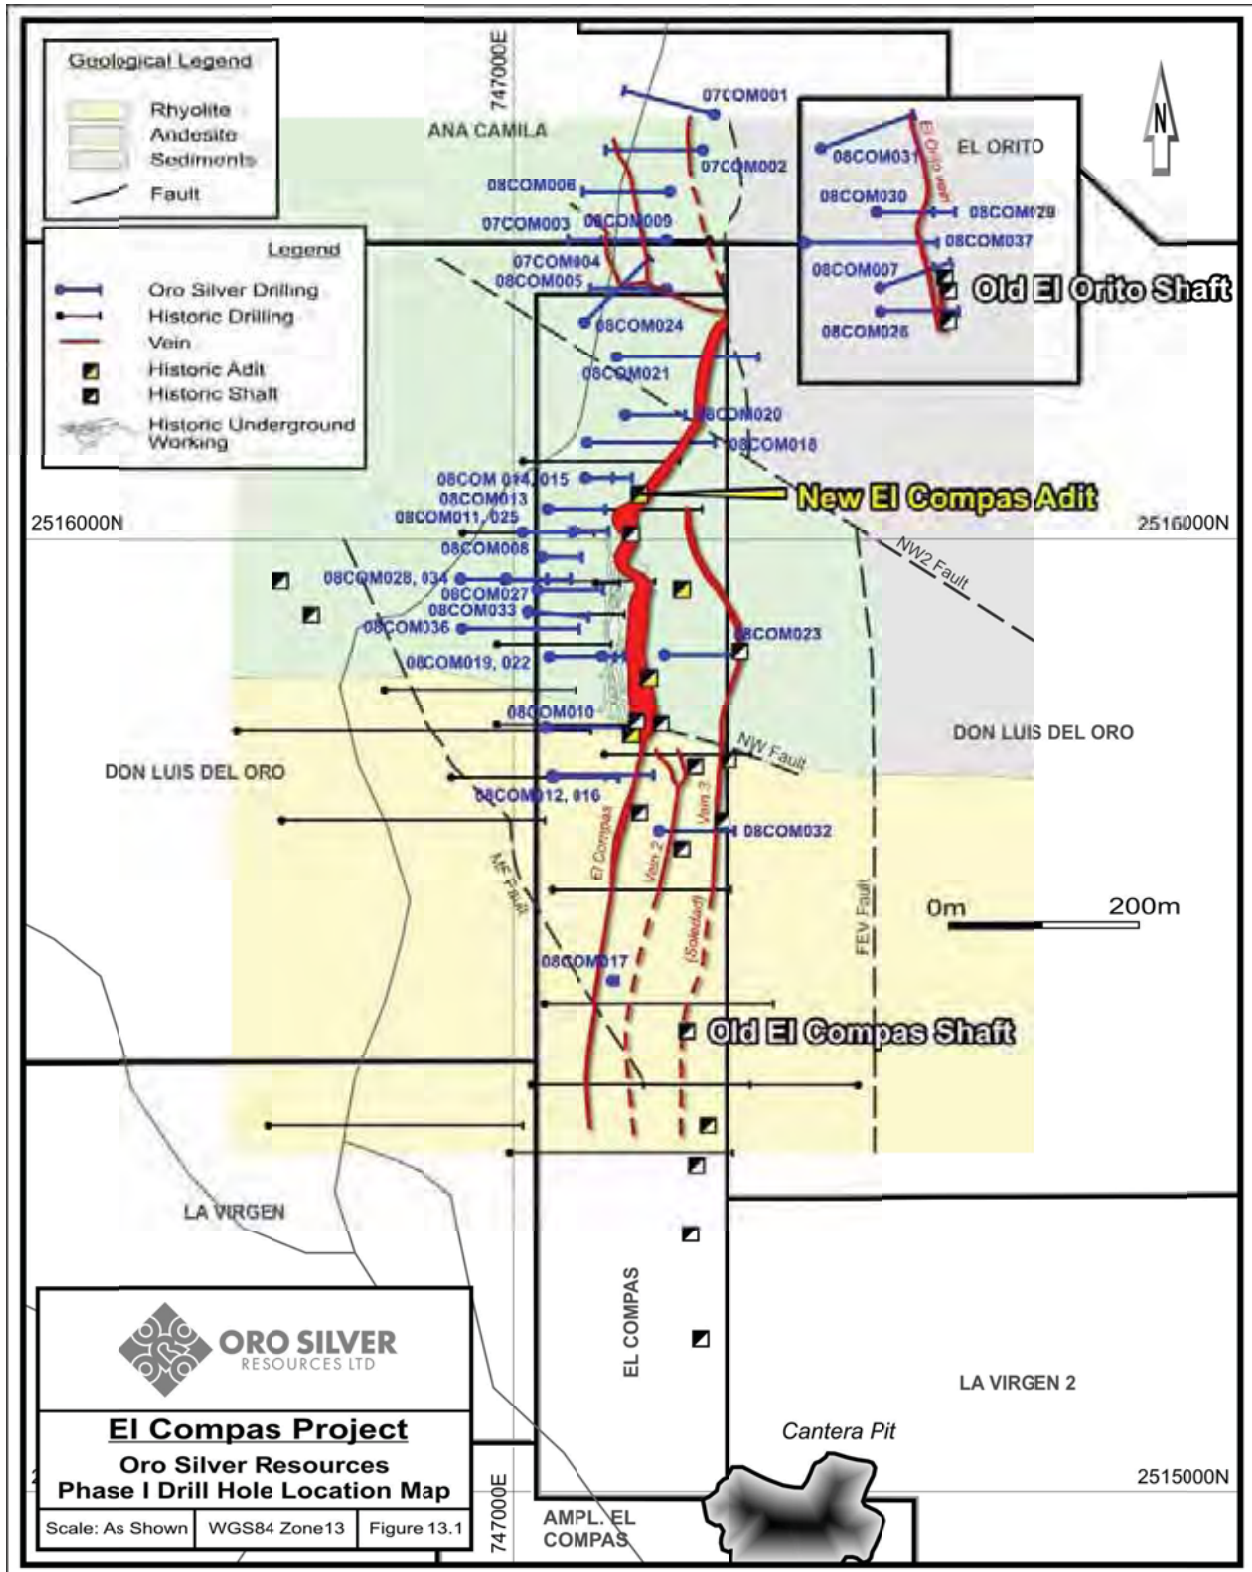 Geological Legend
Rhyolite
Andesite
Sediments
Fault
Legend
Oro Silver Drilling
Historic Drilling
Vein
Historic Adit
Historic Shaft
Historic Underground
Working
747000E
N
ANA CAMILA
07COM001
07COM002
08COM006
07COM003
08COM009
07COM004
08COM005
08COM024
08COM021
08COM020
08COM018
EL ORITO
El Orito vein
08COM031
08COM030
08COM029
08COM037
08COM007
08COM026
Old El Orito Shaft
08COM 014, 015
08COM013
08COM011, 025
08COM008
08COM028, 034
08COM027
08COM033
08COM036
08COM019, 022
08COM010
08COM012, 016
New El Compas Adit
2516000N
2516000N
NW2 Fault
08COM023
NW Fault
DON LUIS DEL ORO
DON LUIS DEL ORO
08COM032
El Compas
Vein 2
Vein 3
(Soledad)
MF Fault
FEV Fault
0m
200m
08COM017
Old El Compas Shaft
LA VIRGEN
EL COMPAS
LA VIRGEN 2
Cantera Pit
2515000N
747000E
AMPL. EL
COMPAS
ORO SILVER
RESOURCES LTD
El Compas Project
Oro Silver Resources
Phase I Drill Hole Location Map
Scale: As Shown
WGS84 Zone13
Figure 13.1